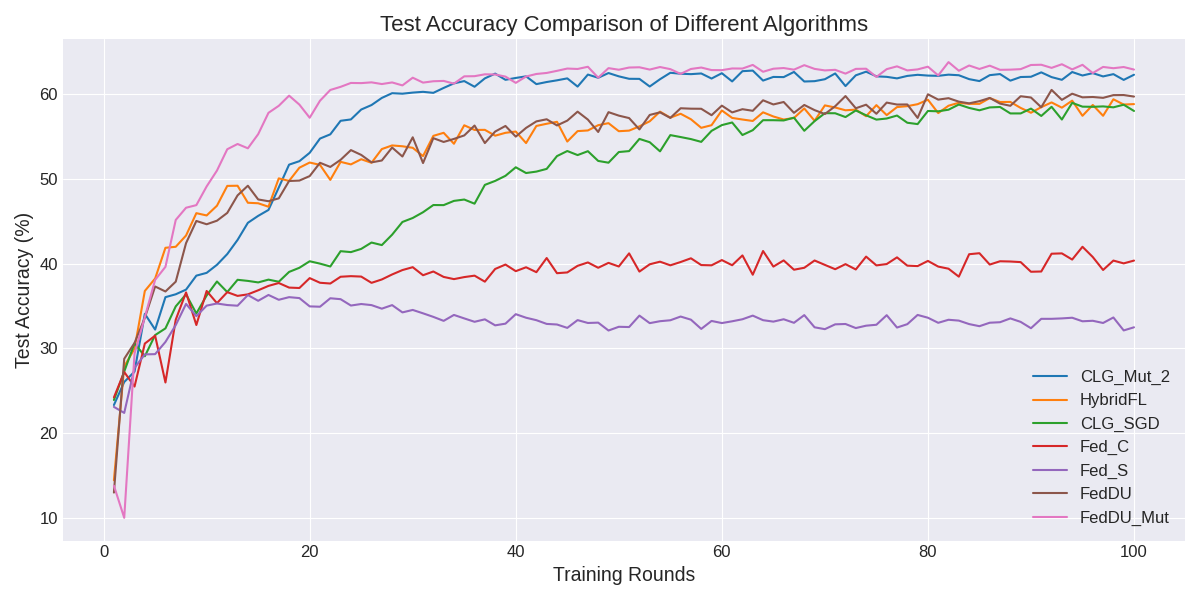 Test Accuracy Comparison of Different Algorithms
Test Accuracy (%)
60
50
40
30
20
10
0
20
40
60
80
100
Training Rounds
CLG_Mut_2
HybridFL
CLG_SGD
Fed_C
Fed_S
FedDU
FedDU_Mut